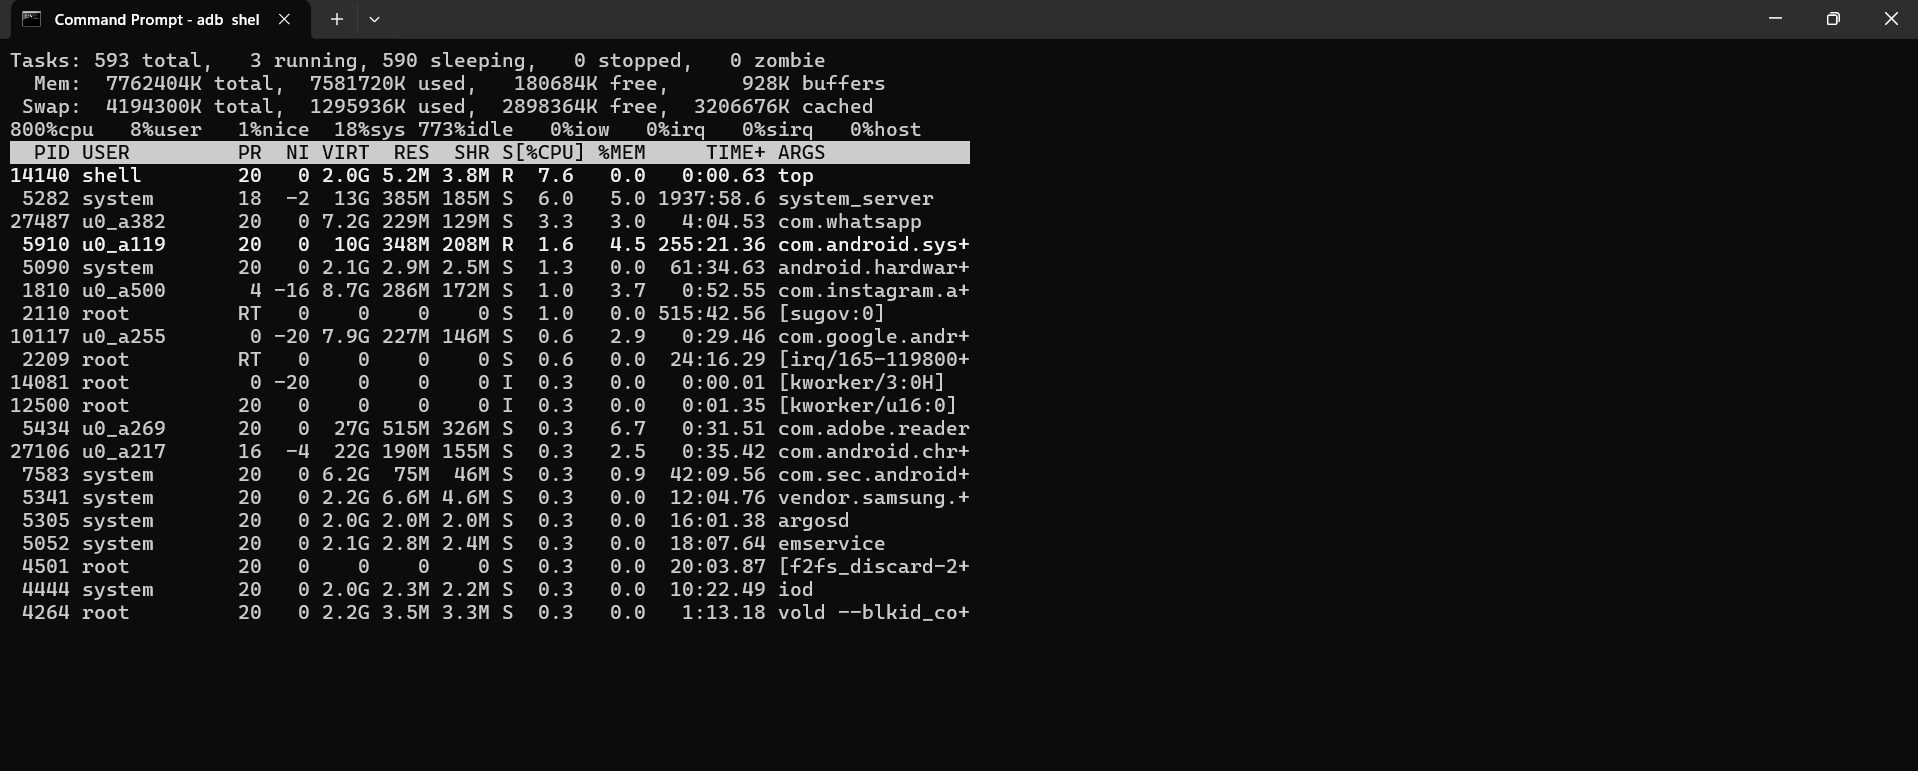 Command Prompt - adb  shel
Tasks: 593 total,   3 running, 590 sleeping,   0 stopped,   0 zombie
  Mem:  7762404K total,  7581720K used,   180684K free,      928K buffers
 Swap:  4194300K total,  1295936K used,  2898364K free,  3206676K cached
800%cpu   8%user   1%nice  18%sys 773%idle   0%iow   0%irq   0%sirq   0%host
  PID USER         PR  NI VIRT  RES  SHR S[%CPU] %MEM     TIME+ ARGS
14140 shell        20   0 2.0G 5.2M 3.8M R  7.6   0.0   0:00.63 top
 5282 system       18  -2  13G 385M 185M S  6.0   5.0 1937:58.6 system_server
27487 u0_a382      20   0 7.2G 229M 129M S  3.3   3.0   4:04.53 com.whatsapp
 5910 u0_a119      20   0  10G 348M 208M R  1.6   4.5 255:21.36 com.android.sys+
 5090 system       20   0 2.1G 2.9M 2.5M S  1.3   0.0  61:34.63 android.hardwar+
 1810 u0_a500       4 -16 8.7G 286M 172M S  1.0   3.7   0:52.55 com.instagram.a+
 2110 root         RT   0    0    0    0 S  1.0   0.0 515:42.56 [sugov:0]
10117 u0_a255       0 -20 7.9G 227M 146M S  0.6   2.9   0:29.46 com.google.andr+
 2209 root         RT   0    0    0    0 S  0.6   0.0  24:16.29 [irq/165-119800+
14081 root          0 -20    0    0    0 I  0.3   0.0   0:00.01 [kworker/3:0H]
12500 root         20   0    0    0    0 I  0.3   0.0   0:01.35 [kworker/u16:0]
 5434 u0_a269      20   0  27G 515M 326M S  0.3   6.7   0:31.51 com.adobe.reader
27106 u0_a217      16  -4  22G 190M 155M S  0.3   2.5   0:35.42 com.android.chr+
 7583 system       20   0 6.2G  75M  46M S  0.3   0.9  42:09.56 com.sec.android+
 5341 system       20   0 2.2G 6.6M 4.6M S  0.3   0.0  12:04.76 vendor.samsung.+
 5305 system       20   0 2.0G 2.0M 2.0M S  0.3   0.0  16:01.38 argosd
 5052 system       20   0 2.1G 2.8M 2.4M S  0.3   0.0  18:07.64 emservice
 4501 root         20   0    0    0    0 S  0.3   0.0  20:03.87 [f2fs_discard-2+
 4444 system       20   0 2.0G 2.3M 2.2M S  0.3   0.0  10:22.49 iod
 4264 root         20   0 2.2G 3.5M 3.3M S  0.3   0.0   1:13.18 vold --blkid_co+